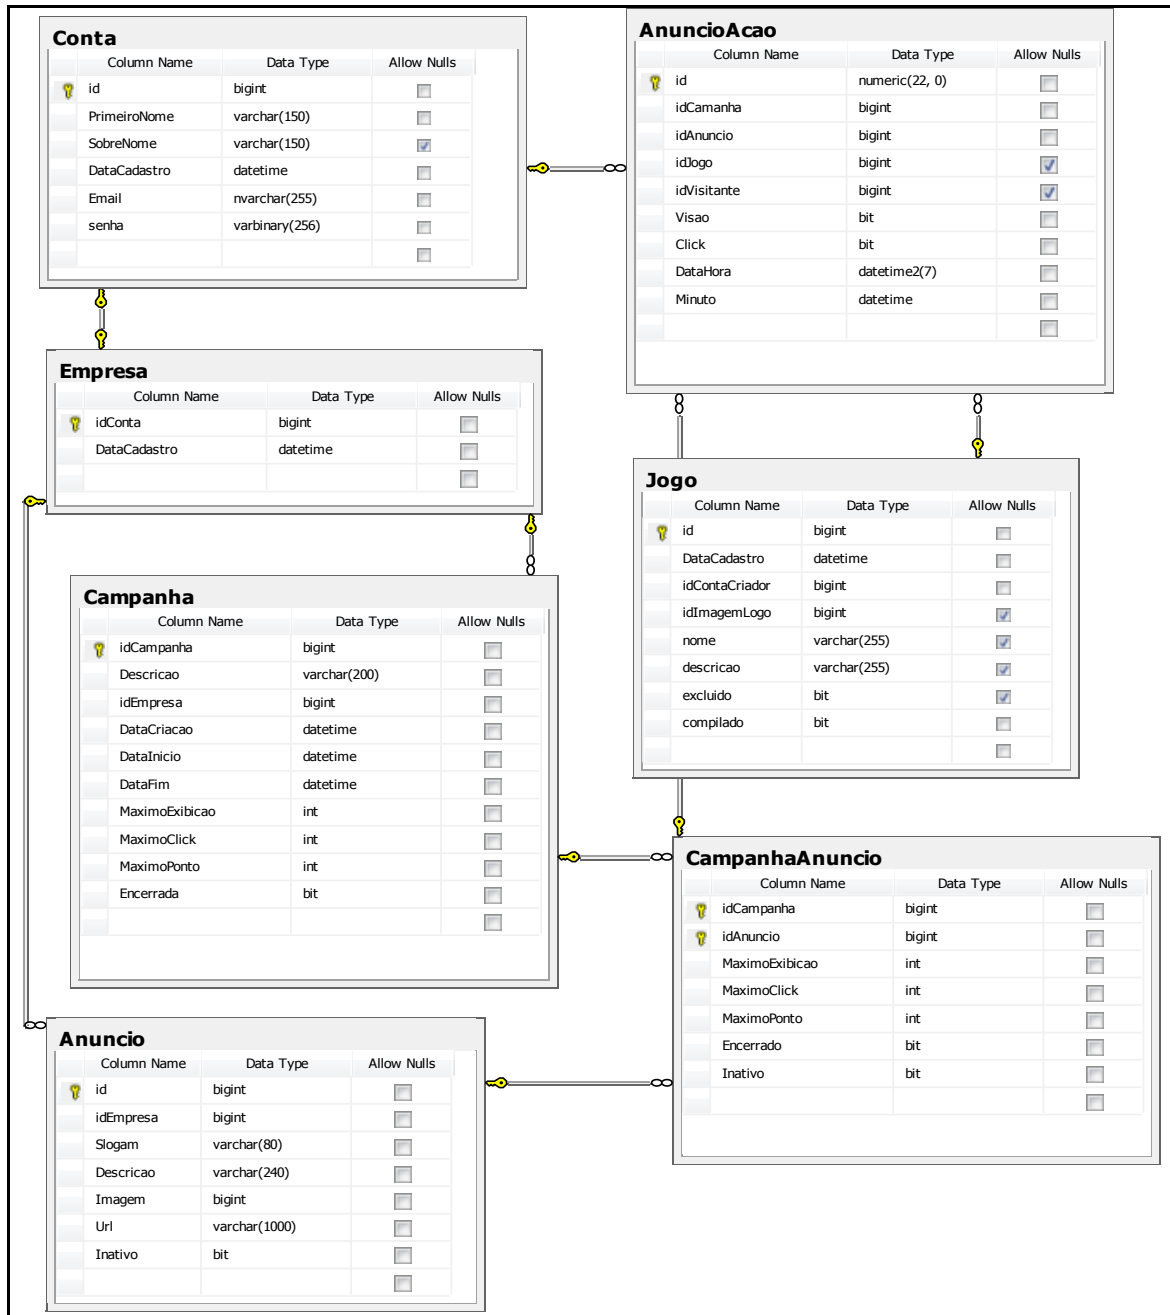 Conta
Column Name Data Type Allow Nulls
id bigint
PrimeiroNome varchar(150)
SobreNome varchar(150)
DataCadastro datetime
Email nvarchar(255)
senha varbinary(256)
AnuncioAcao
Column Name Data Type Allow Nulls
id numeric(22, 0)
idCamanha bigint
idAnuncio bigint
idJogo bigint
idVisitante bigint
Visao bit
Click bit
DataHora datetime2(7)
Minuto datetime
Empresa
Column Name Data Type Allow Nulls
idConta bigint
DataCadastro datetime
Jogo
Column Name Data Type Allow Nulls
id bigint
DataCadastro datetime
idContaCriador bigint
idImagemLogo bigint
nome varchar(255)
descricao varchar(255)
excluido bit
compilado bit
Campanha
Column Name Data Type Allow Nulls
idCampanha bigint
Descricao varchar(200)
idEmpresa bigint
DataCriacao datetime
DataInicio datetime
DataFim datetime
MaximoExibicao int
MaximoClick int
MaximoPonto int
Encerrada bit
CampanhaAnuncio
Column Name Data Type Allow Nulls
idCampanha bigint
idAnuncio bigint
MaximoExibicao int
MaximoClick int
MaximoPonto int
Encerrado bit
Inativo bit
Anuncio
Column Name Data Type Allow Nulls
id bigint
idEmpresa bigint
Slogam varchar(80)
Descricao varchar(240)
Imagem bigint
Url varchar(1000)
Inativo bit